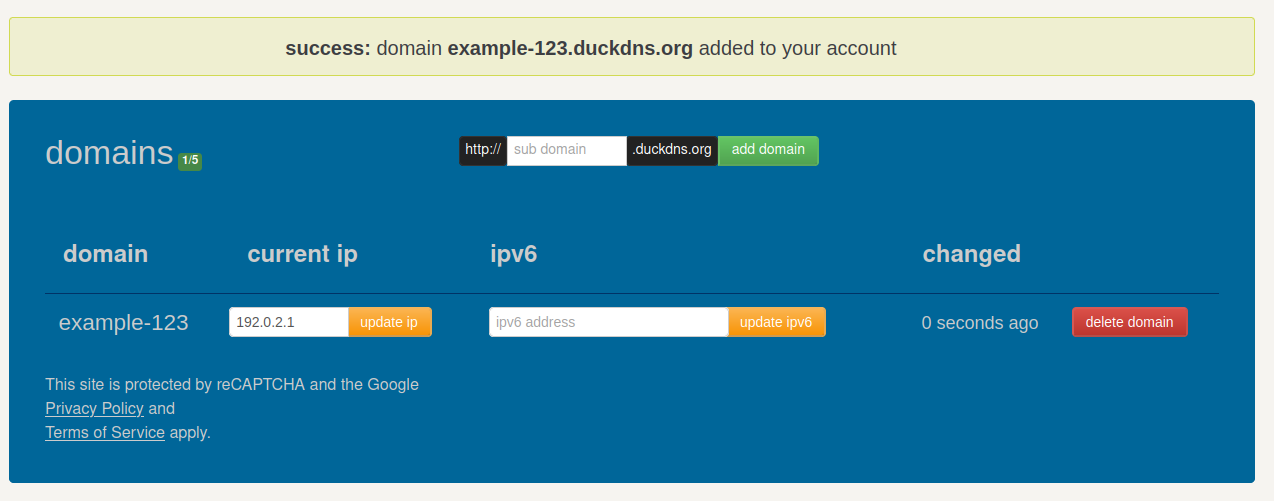 success: domain example-123.duckdns.org added to your account
domains 1/5
http:// sub domain .duckdns.org add domain
domain current ip ipv6 changed
example-123 192.0.2.1 update ip ipv6 address update ipv6 0 seconds ago delete domain
This site is protected by reCAPTCHA and the Google
Privacy Policy and
Terms of Service apply.